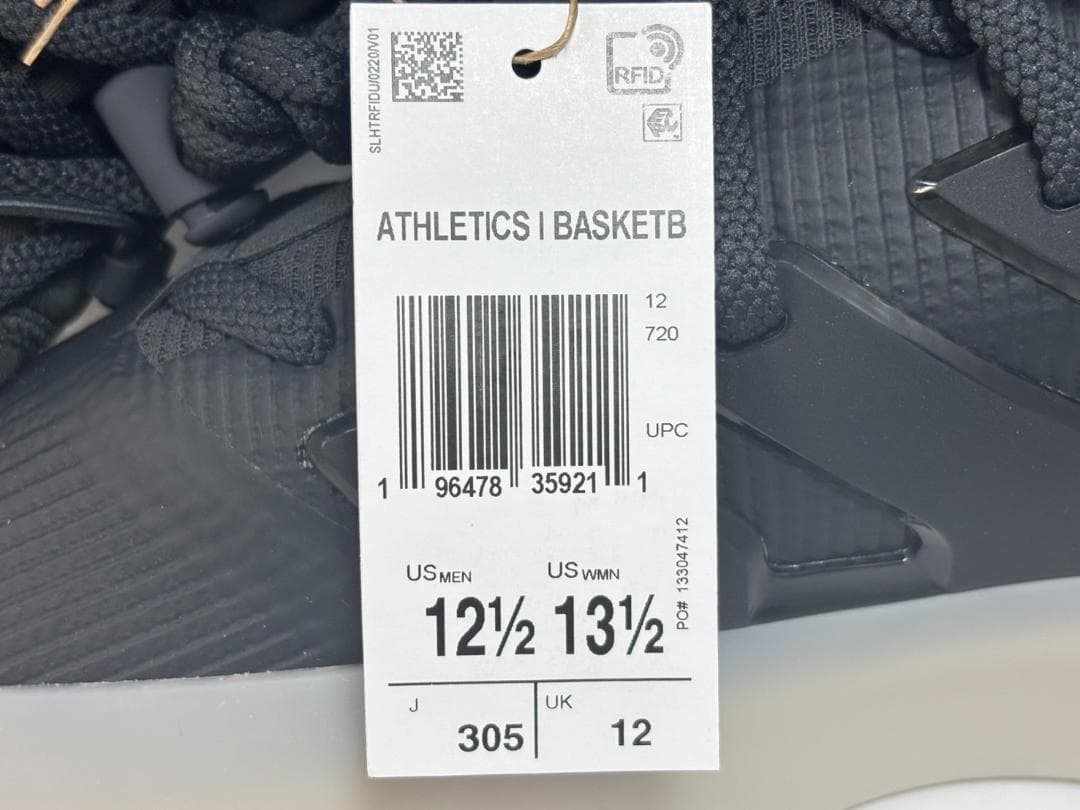 SLHTRFIDU/0220/V01
RFID
ATHLETICS I BASKETB
12
720
UPC
1 96478 35921 1
PO# 133047412
US MEN US WMN
12½ 13½
J UK
305 12